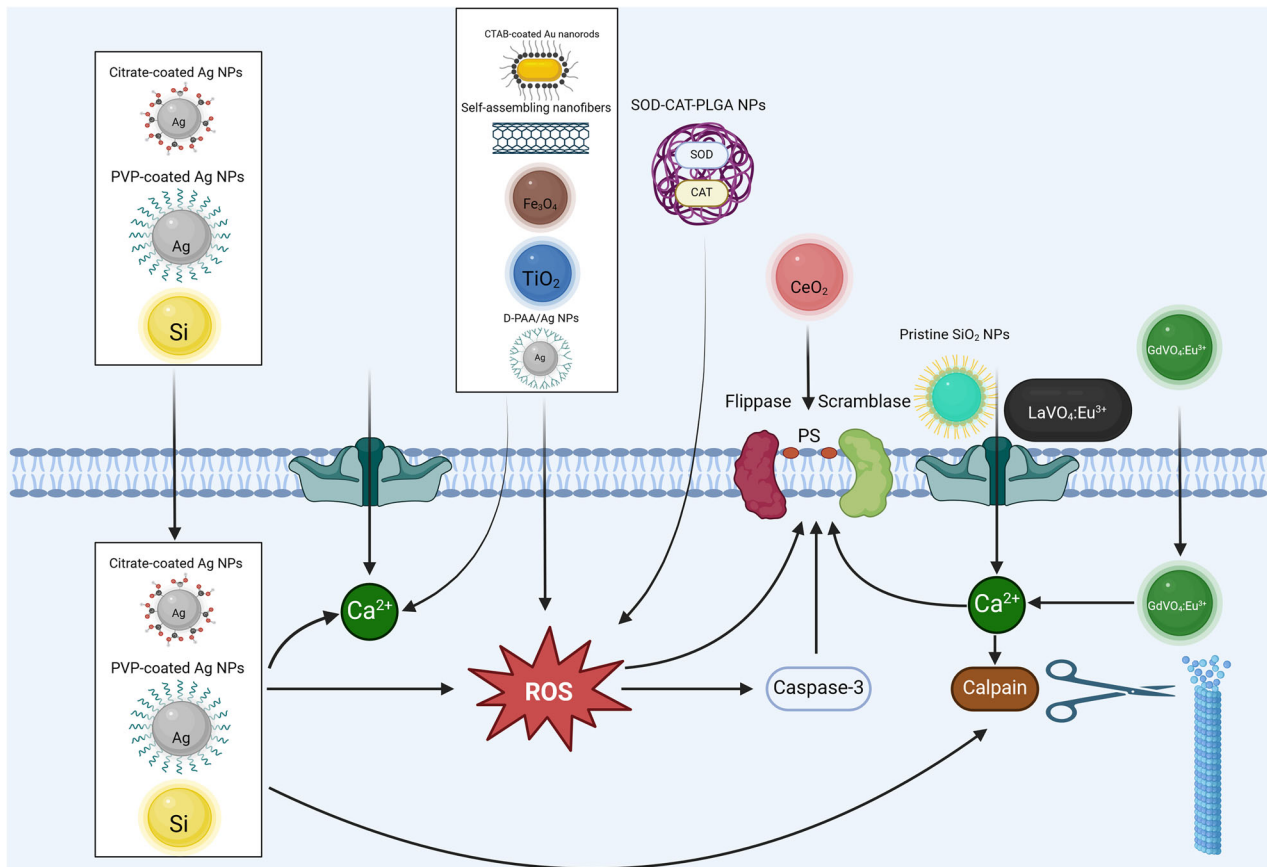 Citrate-coated Ag NPs
Ag
PVP-coated Ag NPs
Ag
Si
CTAB-coated Au nanorods
Self-assembling nanofibers
Fe₃O₄
TiO₂
D-PAA/Ag NPs
Ag
SOD-CAT-PLGA NPs
SOD
CAT
CeO₂
Pristine SiO₂ NPs
GdVO₄:Eu³⁺
LaVO₄:Eu³⁺
Flippase
Scramblase
PS
Citrate-coated Ag NPs
Ag
PVP-coated Ag NPs
Ag
Si
Ca²⁺
ROS
Caspase-3
Ca²⁺
GdVO₄:Eu³⁺
Calpain